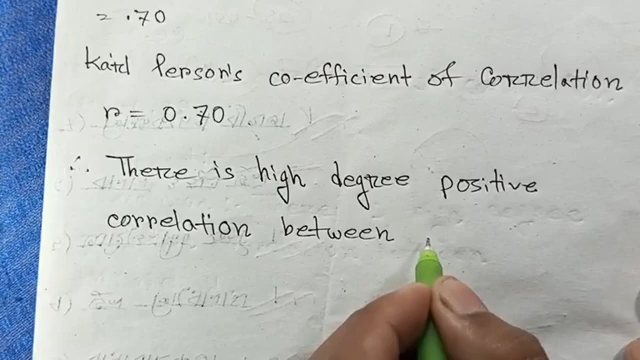 = .70
Karl Person's co-efficient of Correlation
r = 0.70
∴ There is high degree positive
correlation between